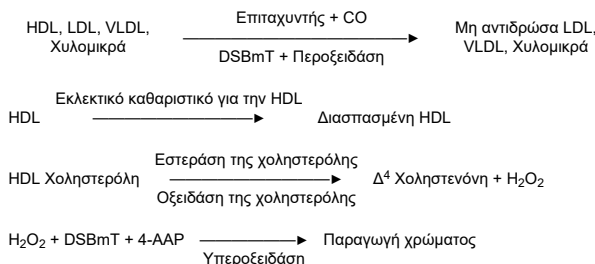 HDL, LDL, VLDL, Χυλομικρά
Επιταχυντής + CO
DSBmT + Περοξειδάση
Μη αντιδρώσα LDL, VLDL, Χυλομικρά
HDL
Εκλεκτικό καθαριστικό για την HDL
Διασπασμένη HDL
HDL Χοληστερόλη
Εστεράση της χοληστερόλης
Οξειδάση της χοληστερόλης
Δ⁴ Χοληστενόνη + H₂O₂
H₂O₂ + DSBmT + 4-AAP
Υπεροξειδάση
Παραγωγή χρώματος